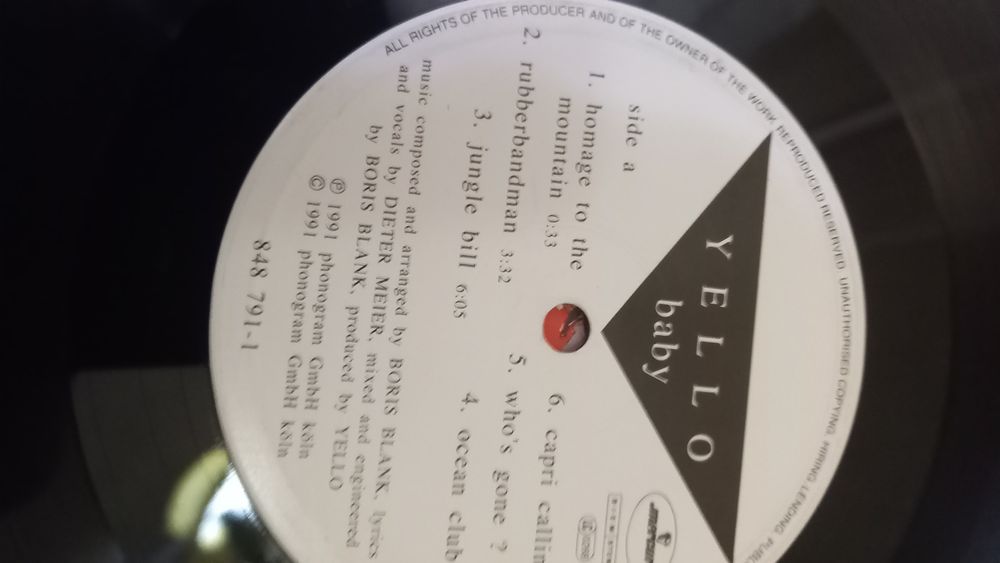 ALL RIGHTS OF THE PRODUCER AND OF THE OWNER OF THE WORK REPRODUCED RESERVED UNAUTHORISED COPYING, HIRING, LENDING, PUBL
YELLO
baby
side a
1. homage to the
mountain 0:33
2. rubberbandman 3:32
3. jungle bill 6:05
4. ocean club
5. who's gone ?
6. capri callin
music composed and arranged by BORIS BLANK, lyrics
and vocals by DIETER MEIER, mixed and engineered
by BORIS BLANK, produced by YELLO
℗ 1991 phonogram GmbH köln
© 1991 phonogram GmbH köln
848 791-1